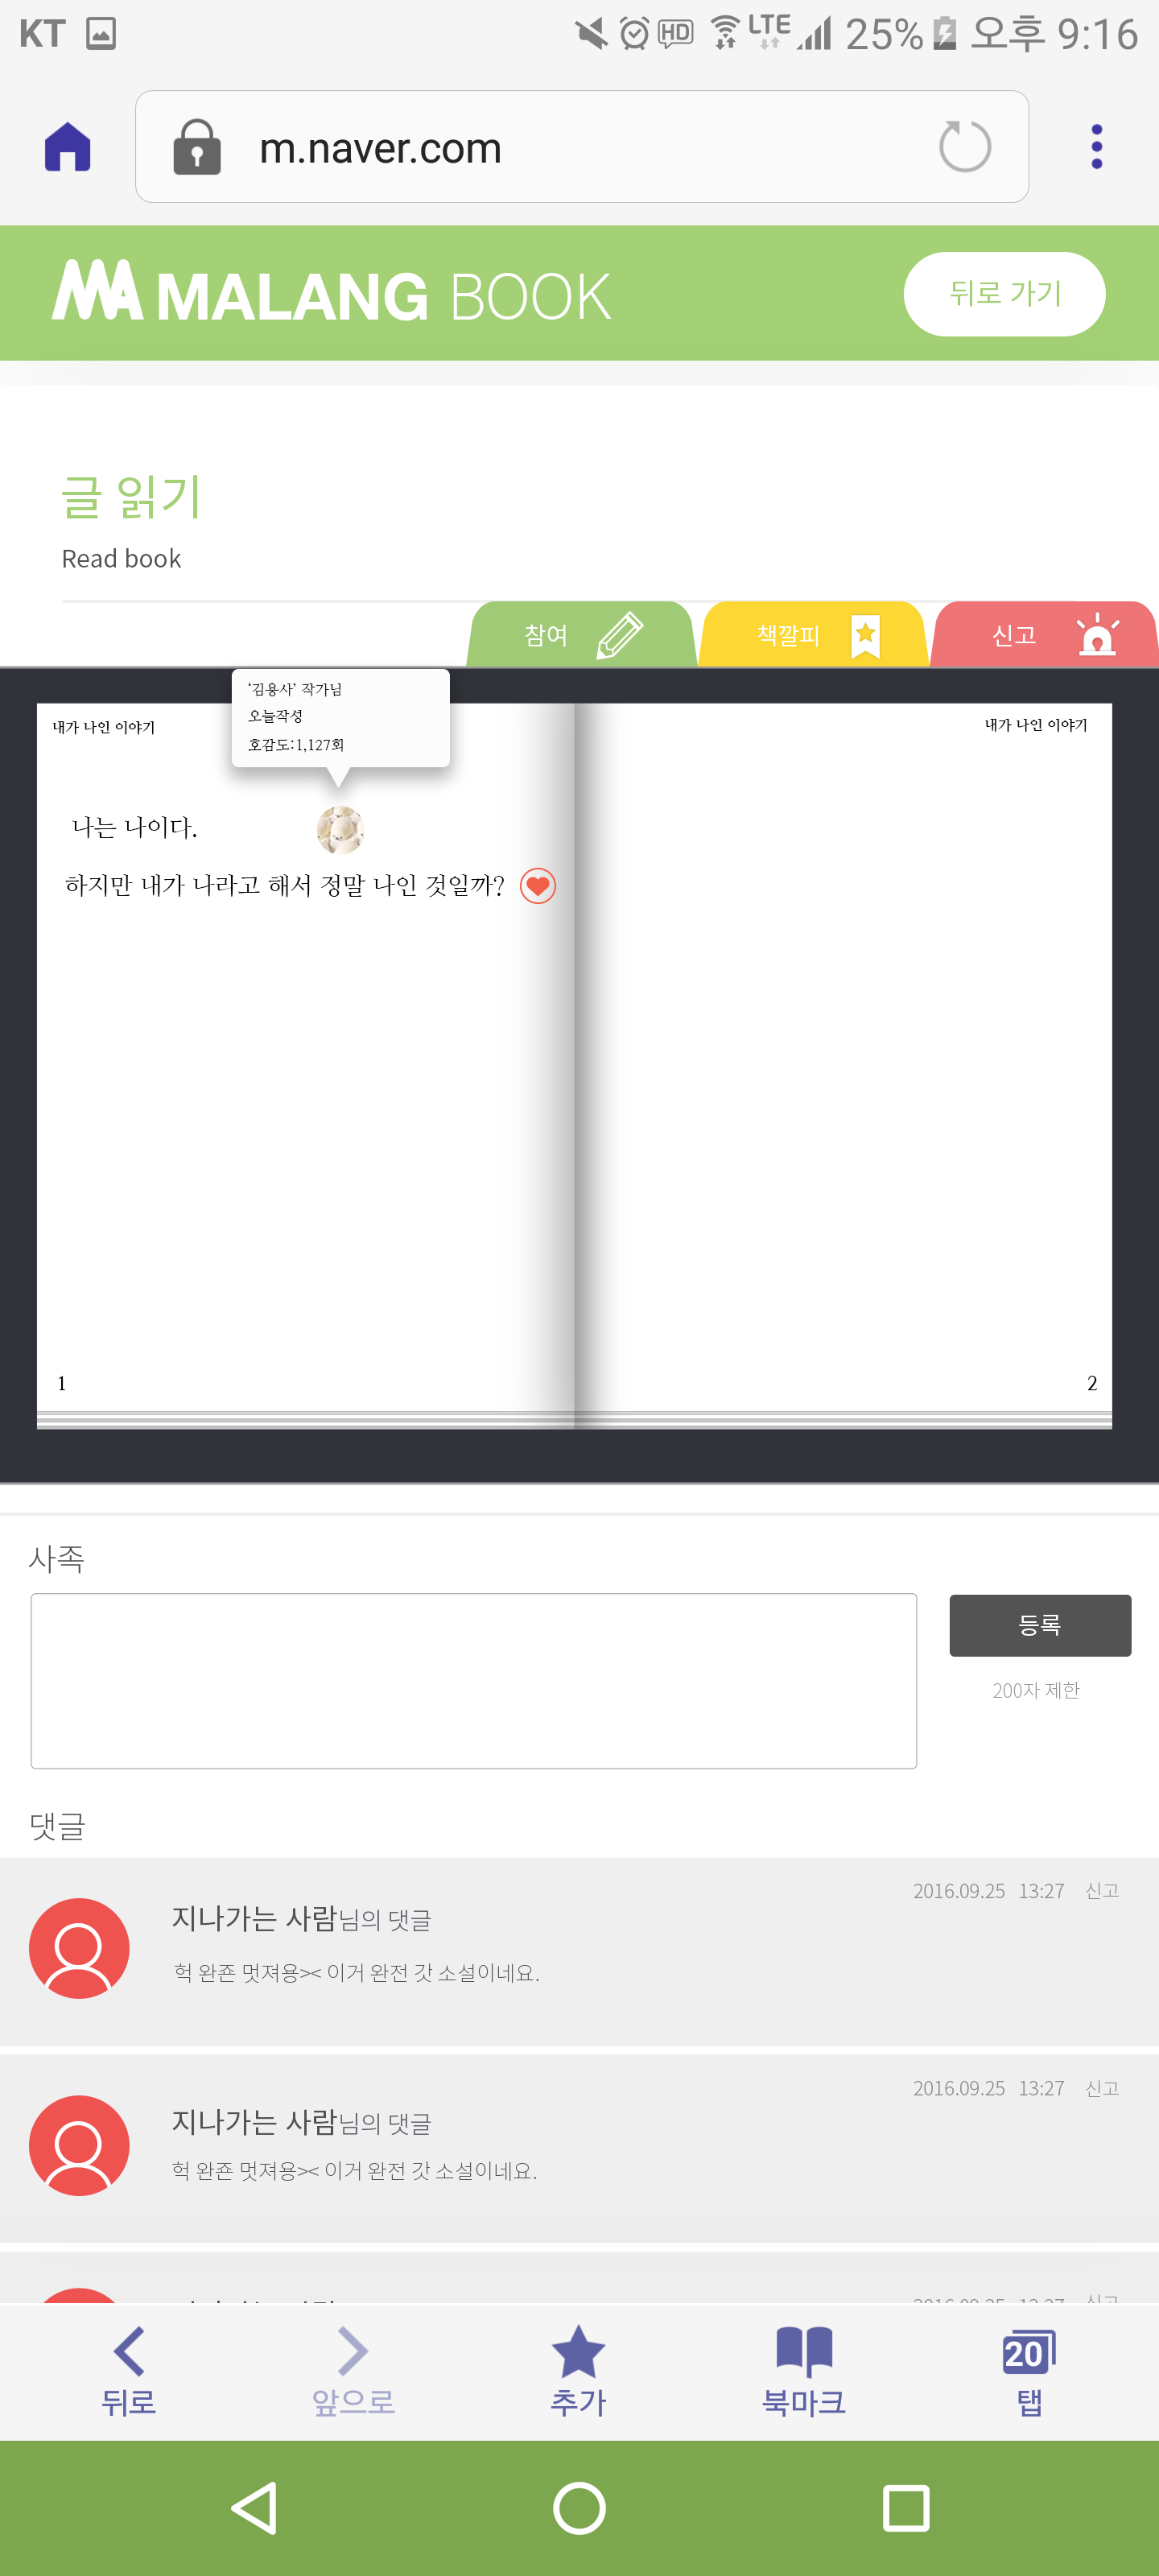 KT HD LTE 25% 오후 9:16
m.naver.com
MALANG BOOK 뒤로 가기
글 읽기
Read book
참여 책갈피 신고
'김용사' 작가님
오늘작성
호감도:1,127회
내가 나인 이야기 내가 나인 이야기
나는 나이다.
하지만 내가 나라고 해서 정말 나인 것일까?
1 2
사족
등록
200자 제한
댓글
2016.09.25 13:27 신고
지나가는 사람님의 댓글
헉 완죤 멋져용>< 이거 완전 갓 소설이네요.
2016.09.25 13:27 신고
지나가는 사람님의 댓글
헉 완죤 멋져용>< 이거 완전 갓 소설이네요.
20
뒤로 앞으로 추가 북마크 탭